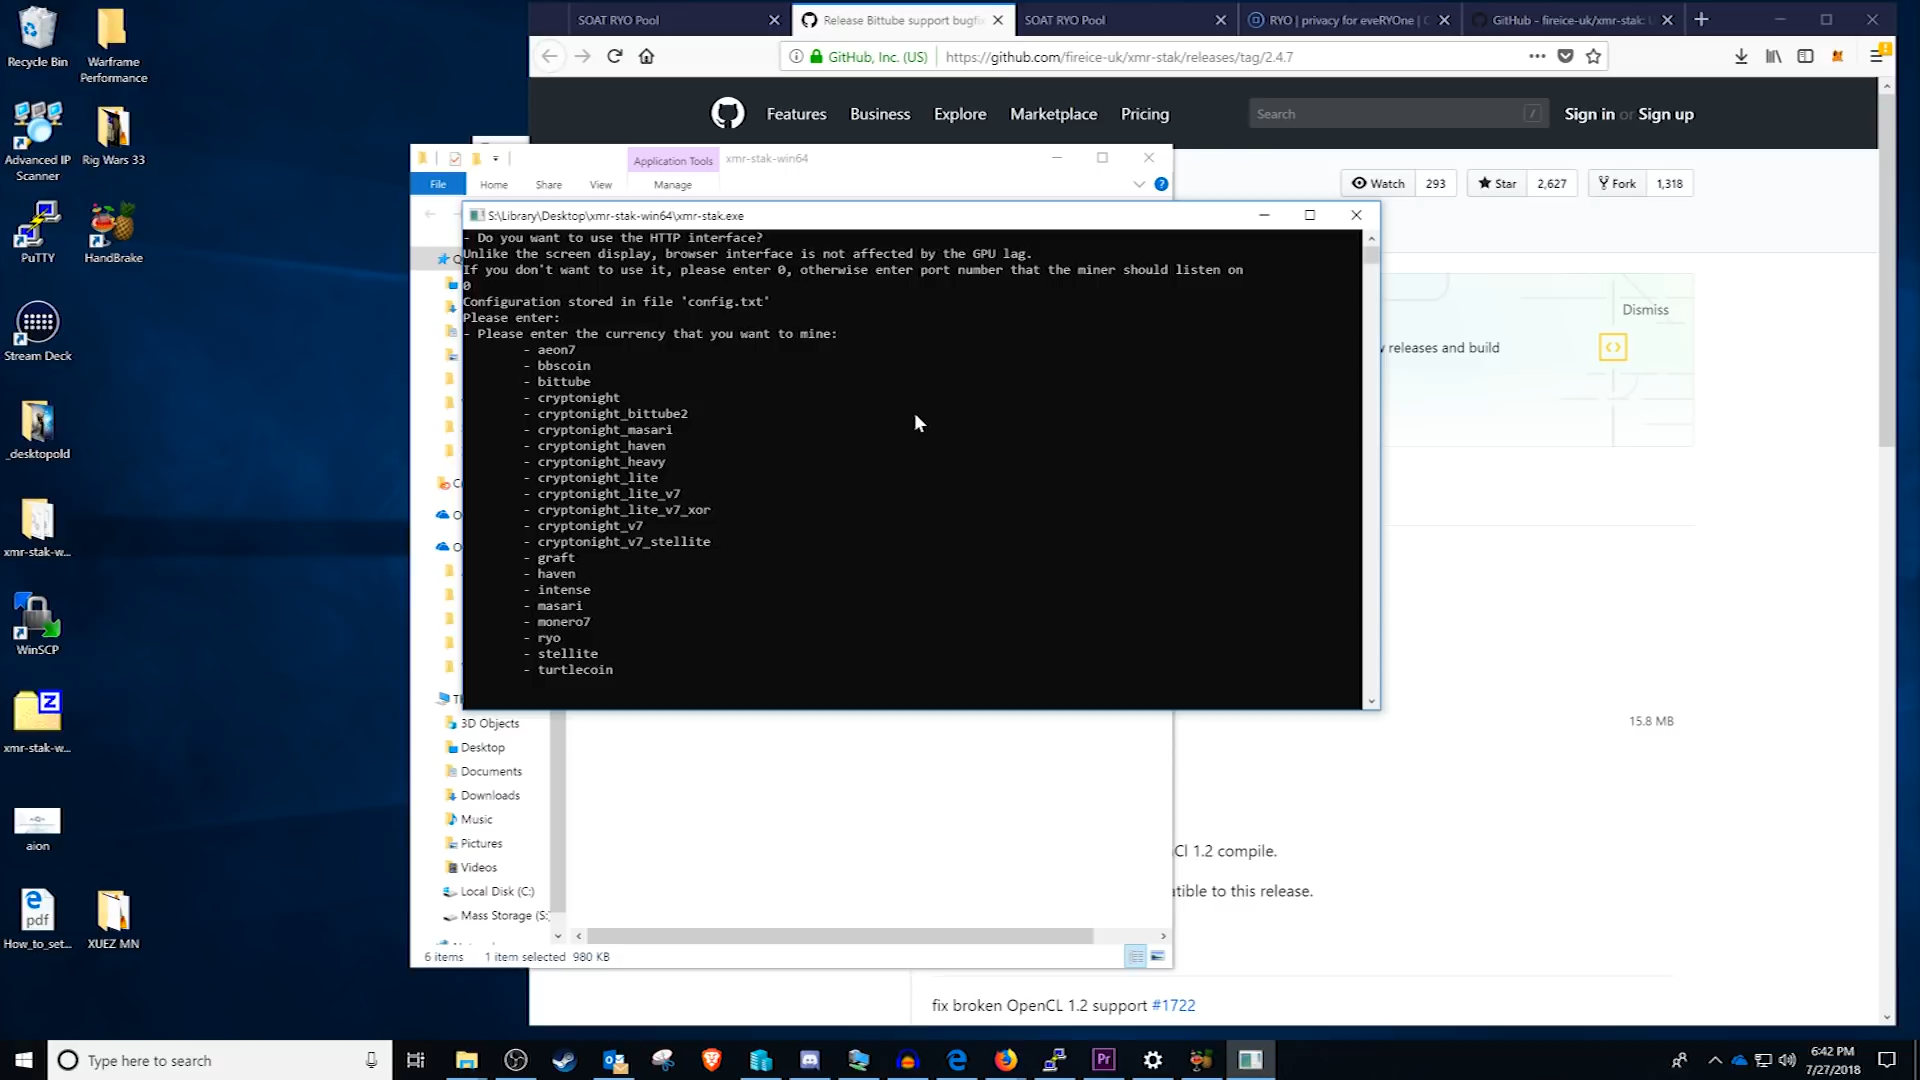 Recycle Bin
Warframe Performance
Advanced IP Scanner
Rig Wars 33
PuTTY
HandBrake
Stream Deck
_desktopold
xmr-stak-w...
WinSCP
xmr-stak-w...
aion
How_to_set...
XUEZ MN
SOAT RYO Pool
Release Bittube support bugfix
SOAT RYO Pool
RYO | privacy for eveRYOne |
GitHub - fireice-uk/xmr-stak:
GitHub, Inc. (US)
https://github.com/fireice-uk/xmr-stak/releases/tag/2.4.7
Features
Business
Explore
Marketplace
Pricing
Search
/
Sign in or Sign up
Watch 293
Star 2,627
Fork 1,318
Dismiss
releases and build
15.8 MB
1.2 compile.
this release.
fix broken OpenCL 1.2 support #1722
Application Tools
xmr-stak-win64
File
Home
Share
View
Manage
S:\Library\Desktop\xmr-stak-win64\xmr-stak.exe
- Do you want to use the HTTP interface?
Unlike the screen display, browser interface is not affected by the GPU lag.
If you don't want to use it, please enter 0, otherwise enter port number that the miner should listen on
0
Configuration stored in file 'config.txt'
Please enter:
- Please enter the currency that you want to mine:
- aeon7
- bbscoin
- bittube
- cryptonight
- cryptonight_bittube2
- cryptonight_masari
- cryptonight_haven
- cryptonight_heavy
- cryptonight_lite
- cryptonight_lite_v7
- cryptonight_lite_v7_xor
- cryptonight_v7
- cryptonight_v7_stellite
- graft
- haven
- intense
- masari
- monero7
- ryo
- stellite
- turtlecoin
3D Objects
Desktop
Documents
Downloads
Music
Pictures
Videos
Local Disk (C:)
Mass Storage (S:
6 items
1 item selected 980 KB
Type here to search
6:42 PM
7/27/2018